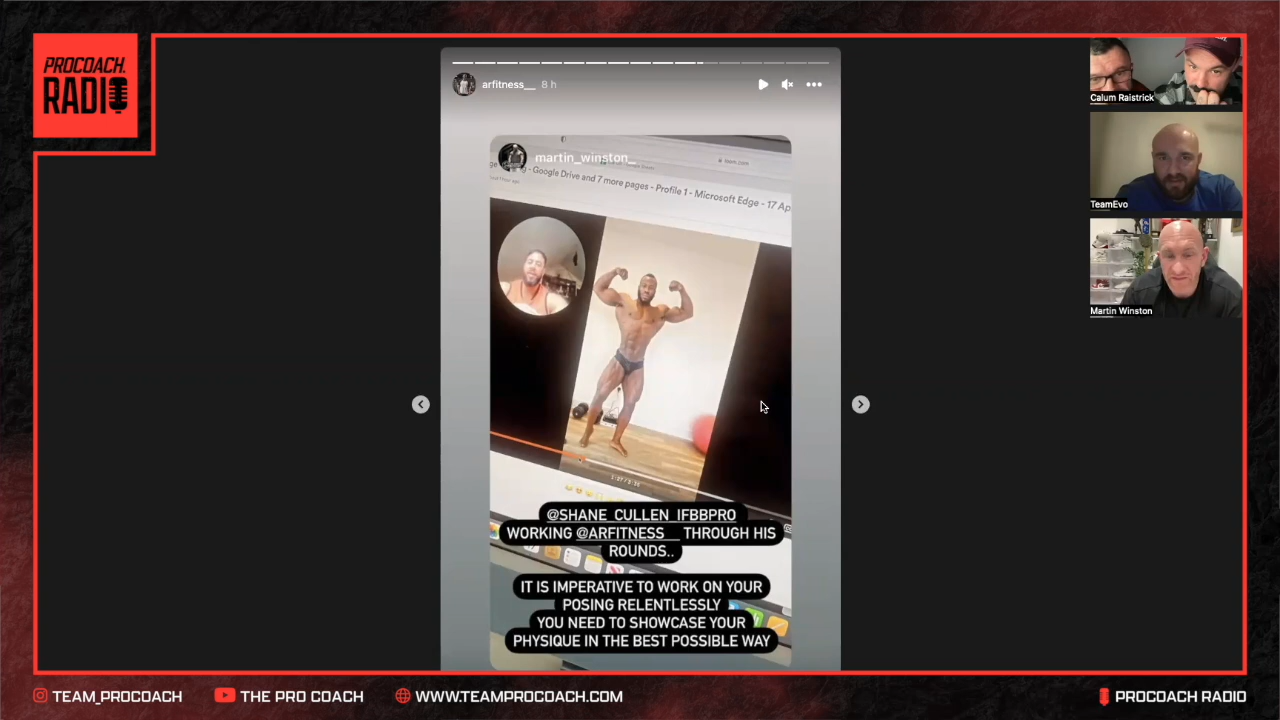 PROCOACH.
RADIO
arfitness__ 8 h
martin_winston_
- Google Drive and 7 more pages - Profile 1 - Microsoft Edge - 17 Ap
@SHANE_CULLEN_IFBBPRO
WORKING @ARFITNESS__ THROUGH HIS
ROUNDS..
IT IS IMPERATIVE TO WORK ON YOUR
POSING RELENTLESSLY
YOU NEED TO SHOWCASE YOUR
PHYSIQUE IN THE BEST POSSIBLE WAY
Calum Raistrick
TeamEvo
Martin Winston
TEAM_PROCOACH
THE PRO COACH
WWW.TEAMPROCOACH.COM
PROCOACH RADIO